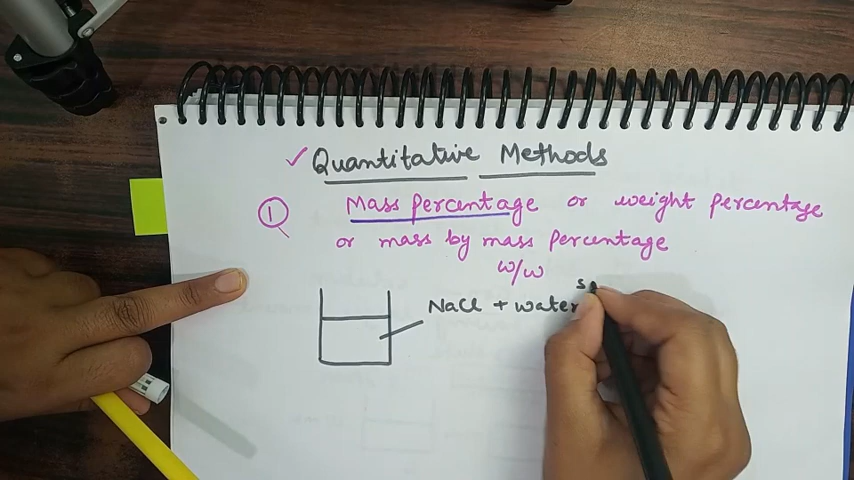 ✓ Quantitative Methods
① Mass percentage or weight percentage
or mass by mass percentage
w/w
NaCl + water